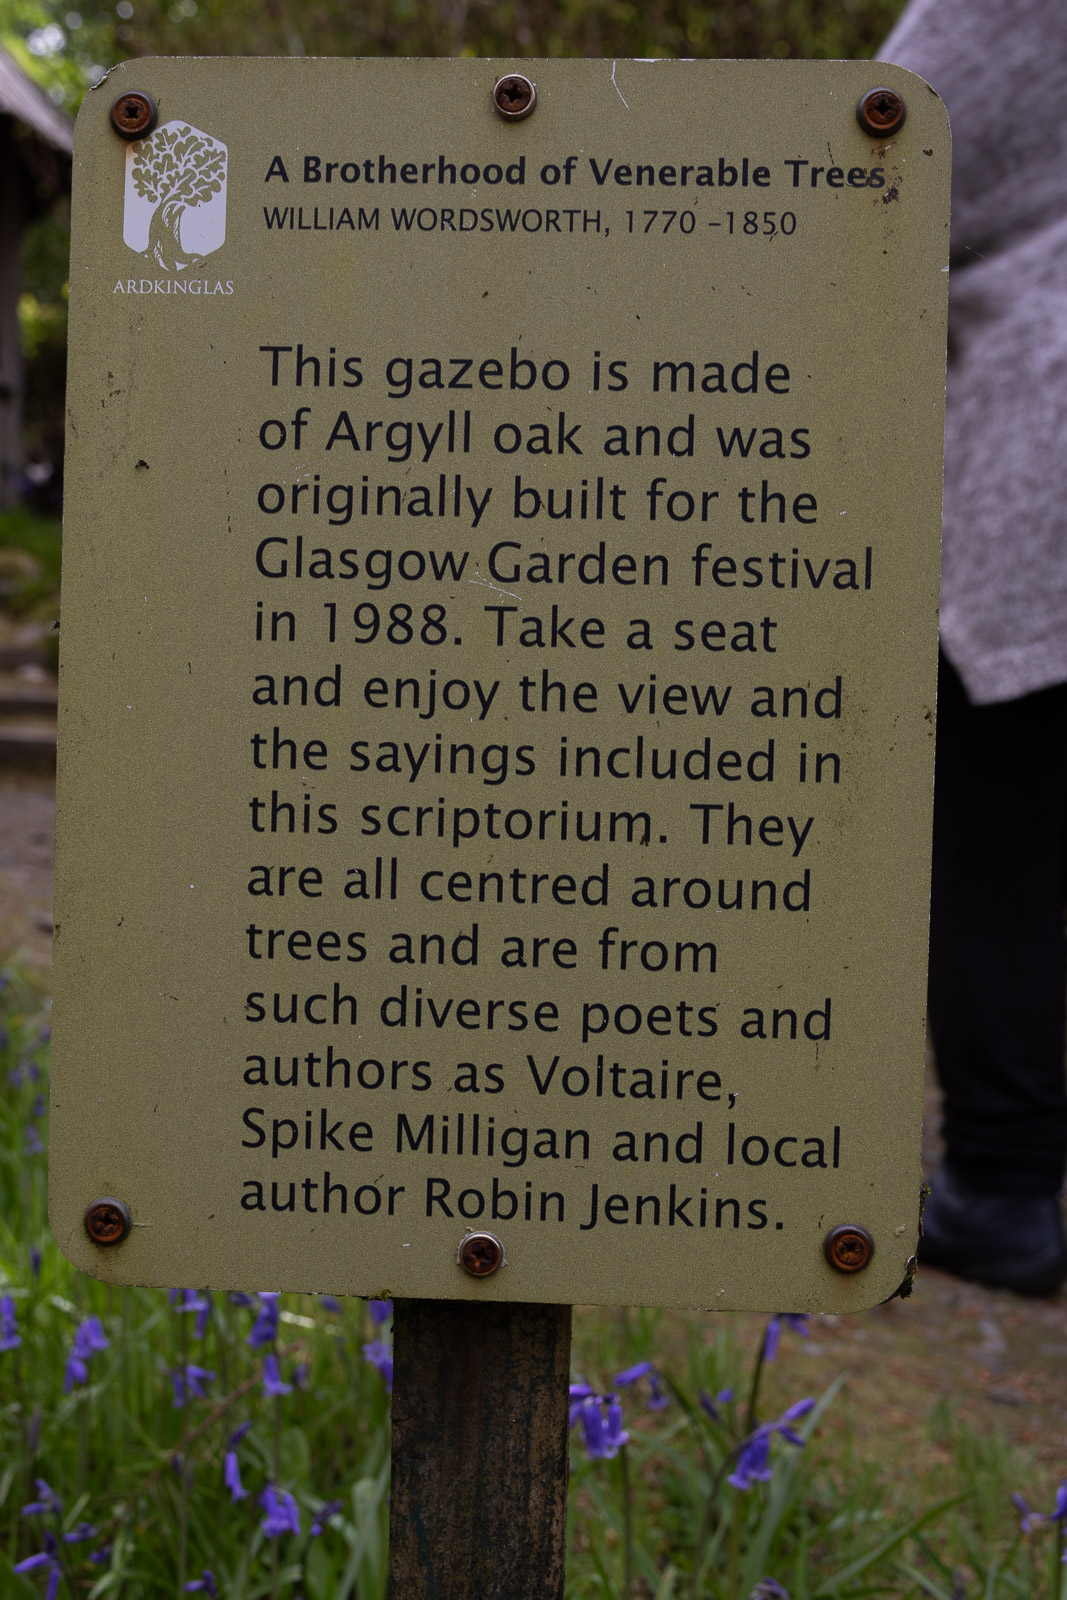 A Brotherhood of Venerable Trees
WILLIAM WORDSWORTH, 1770 –1850
ARDKINGLAS
This gazebo is made
of Argyll oak and was
originally built for the
Glasgow Garden festival
in 1988. Take a seat
and enjoy the view and
the sayings included in
this scriptorium. They
are all centred around
trees and are from
such diverse poets and
authors as Voltaire,
Spike Milligan and local
author Robin Jenkins.